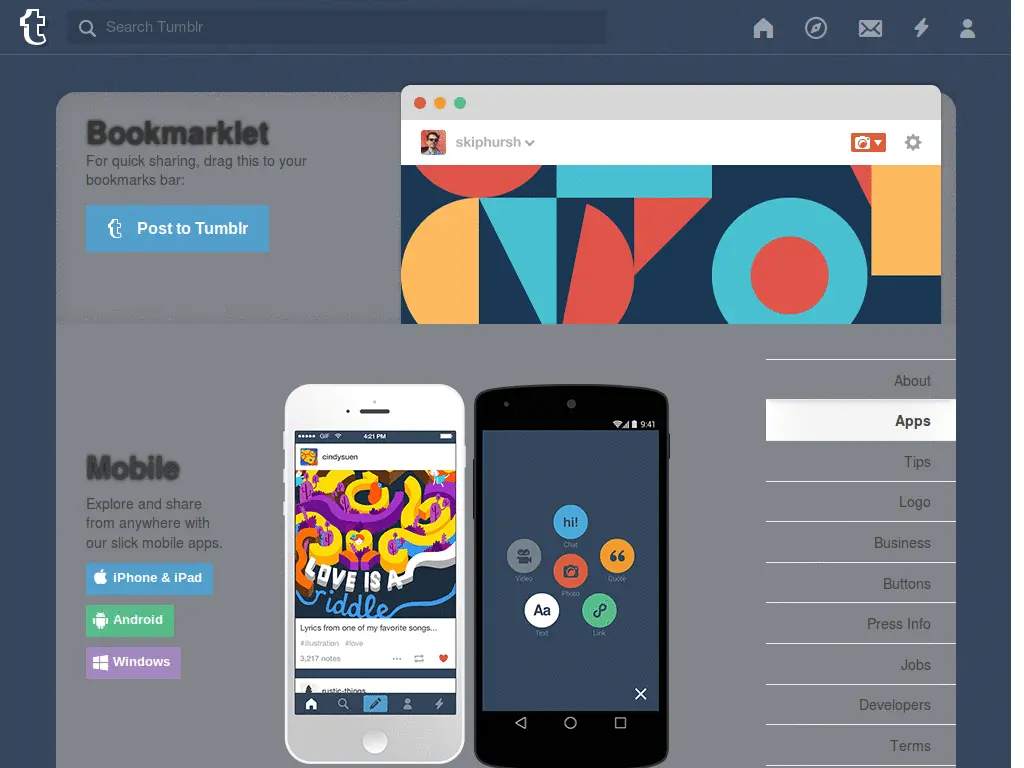 Search Tumblr
Bookmarklet
For quick sharing, drag this to your
bookmarks bar:
Post to Tumblr
skiphursh
About
Apps
Tips
Logo
Business
Buttons
Press Info
Jobs
Developers
Terms
Mobile
Explore and share
from anywhere with
our slick mobile apps.
iPhone & iPad
Android
Windows
GIF 4:21 PM
cindysuen
LOVE IS A
riddle
Lyrics from one of my favorite songs...
#illustration #love
3,217 notes
rustic-things
9:41
hi!
Chat
Video
Quote
Photo
Aa
Text
Link